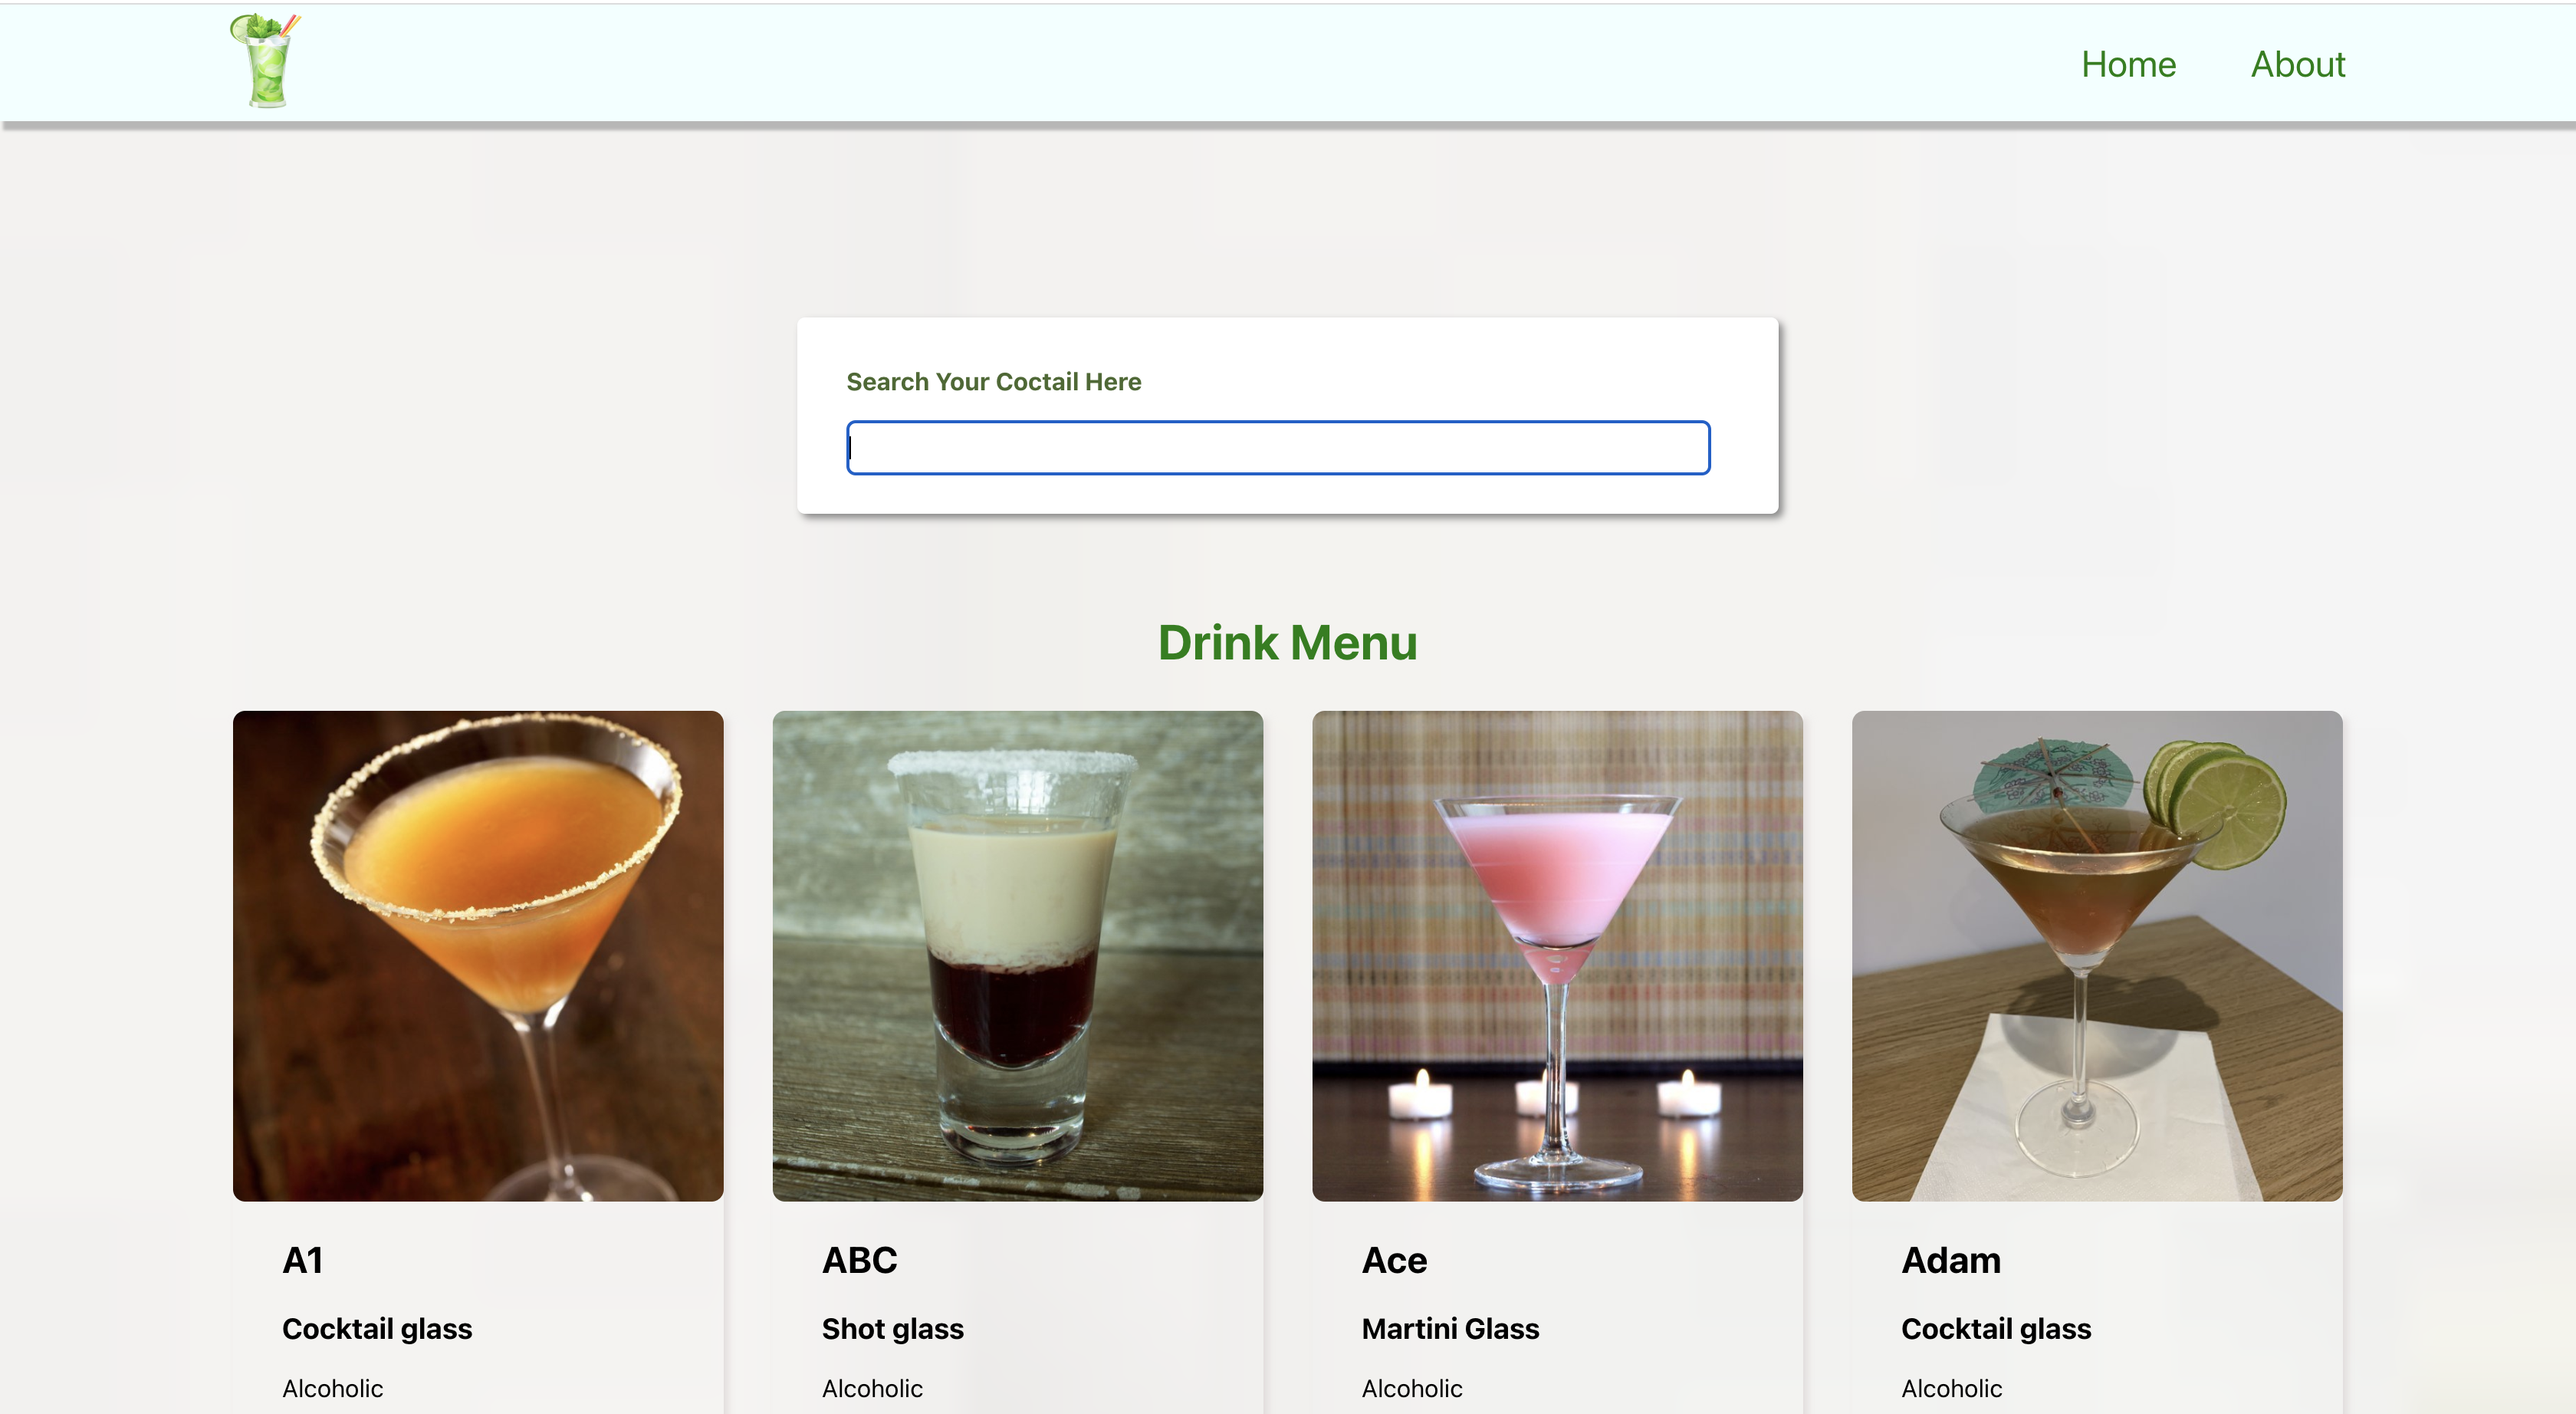 Home About
Search Your Coctail Here
Drink Menu
A1
Cocktail glass
Alcoholic
ABC
Shot glass
Alcoholic
Ace
Martini Glass
Alcoholic
Adam
Cocktail glass
Alcoholic